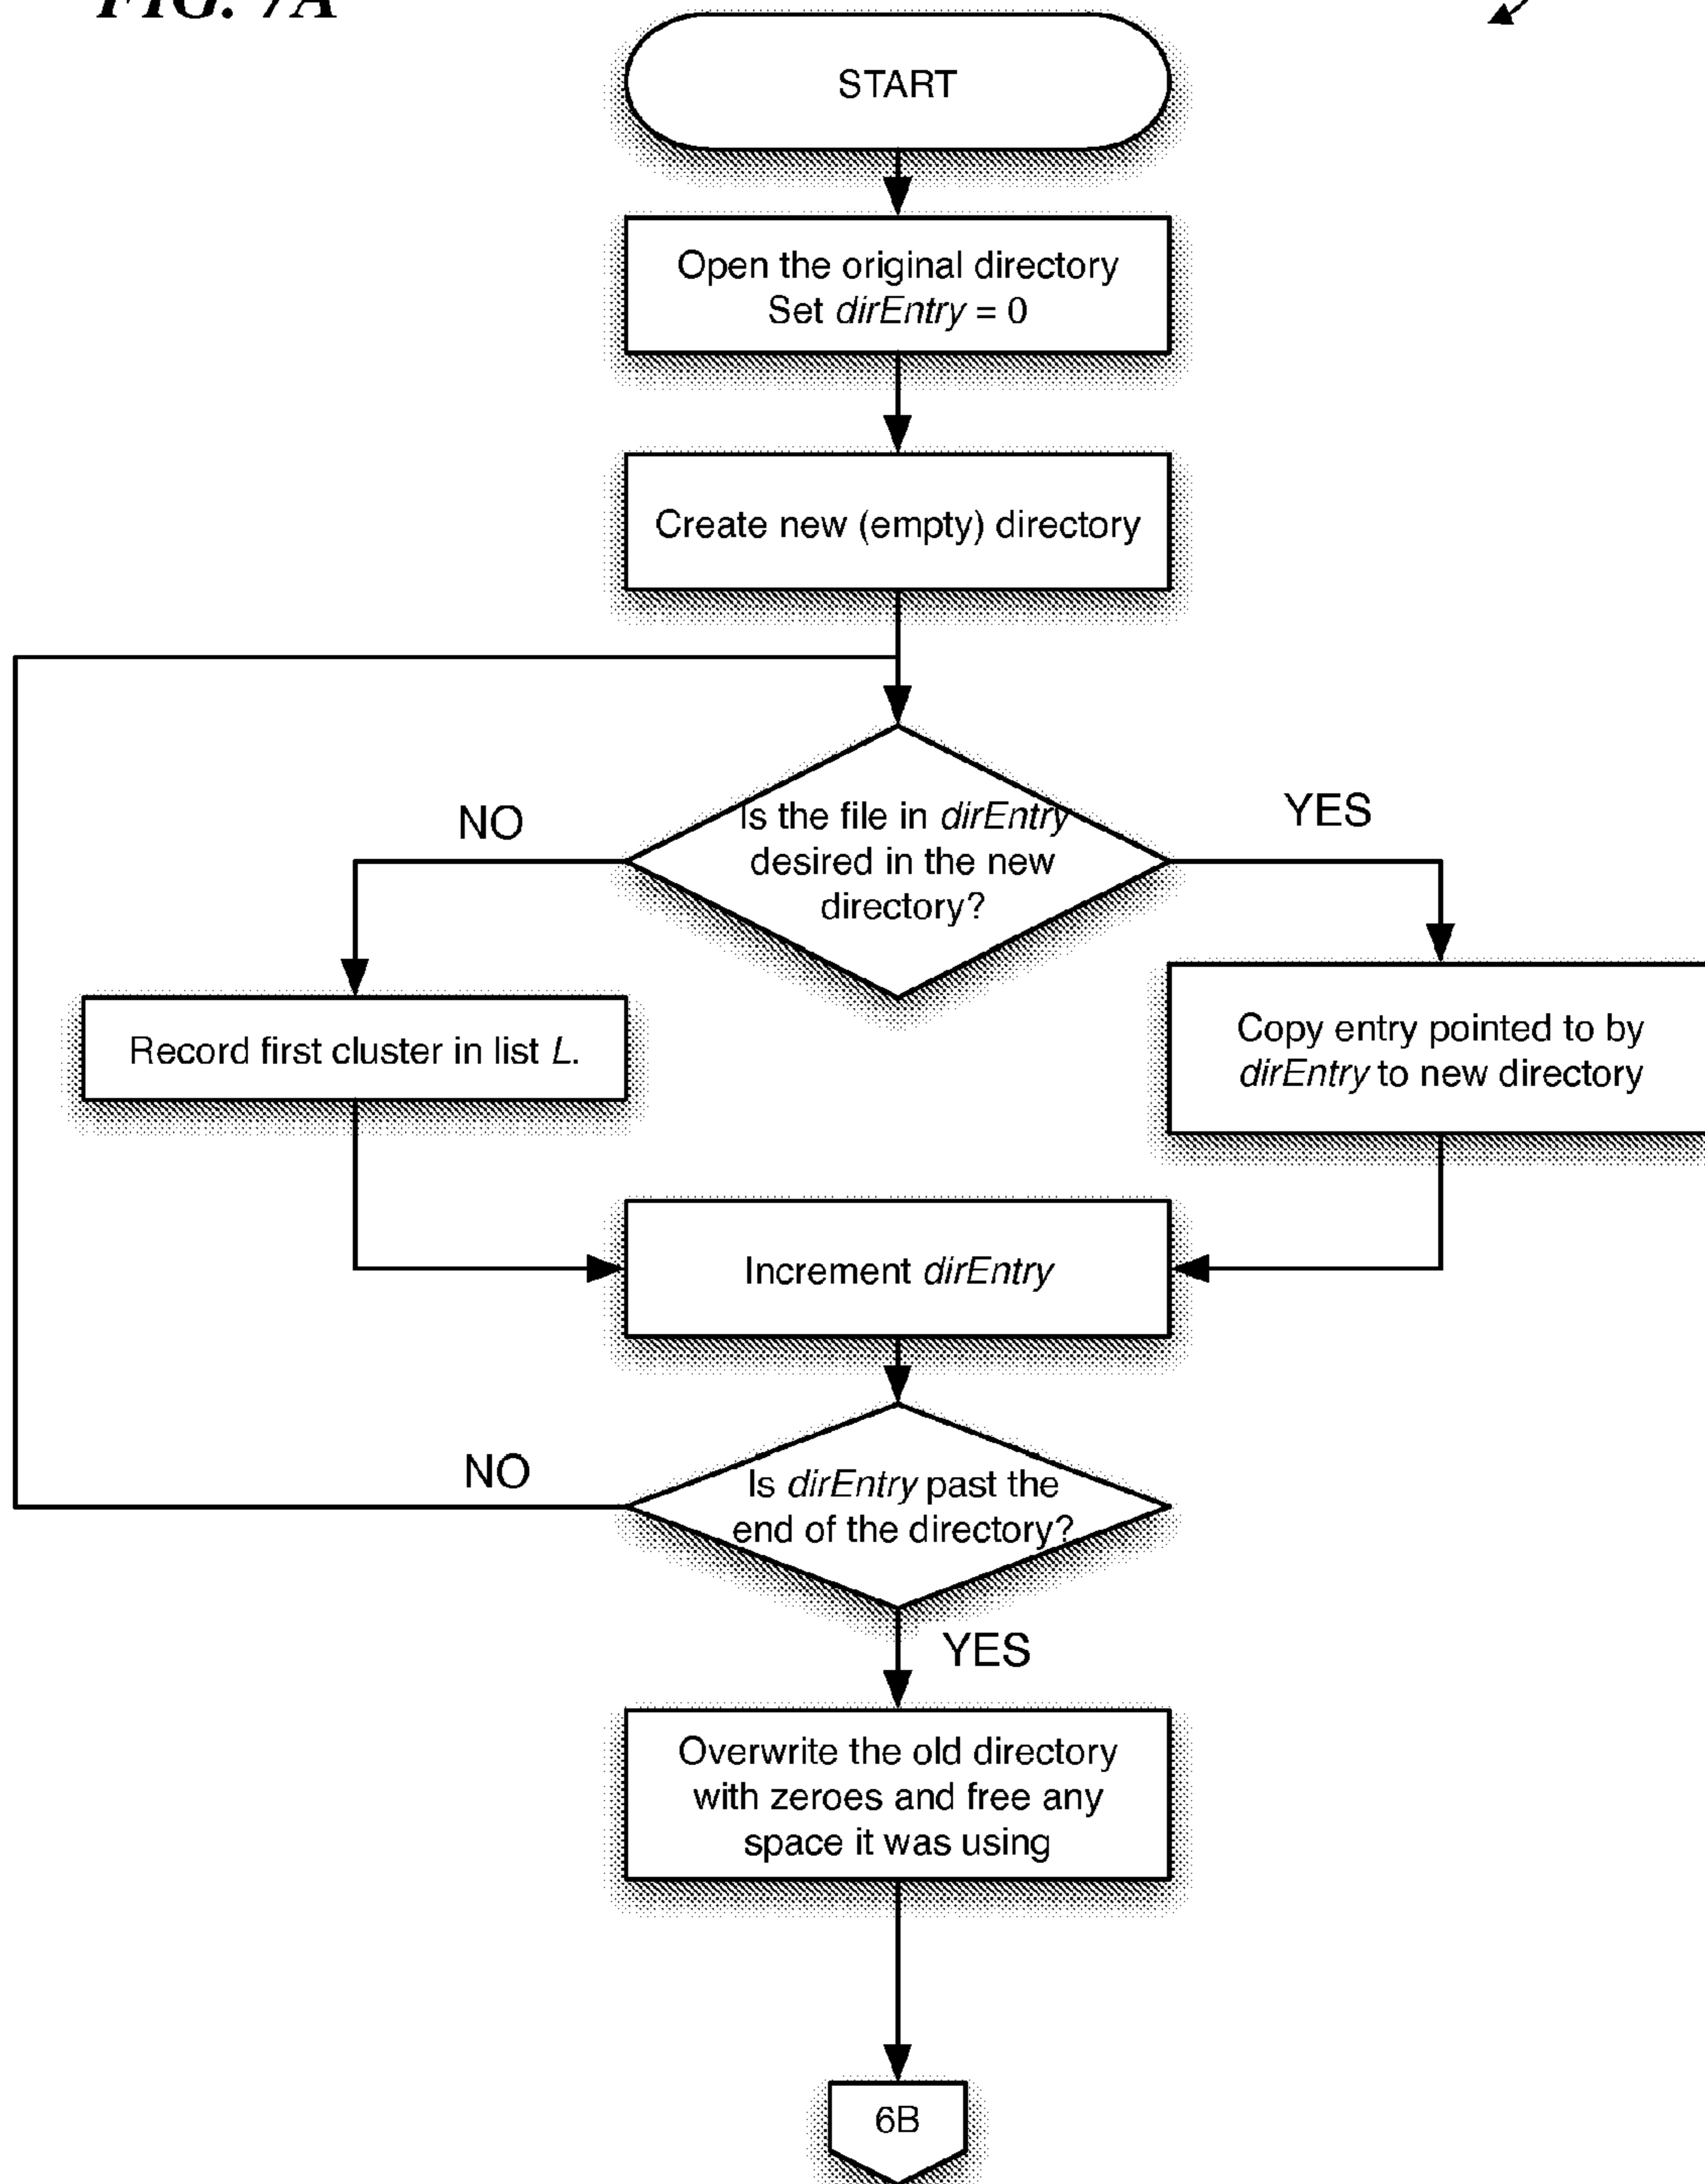 FIG. 7A
START
Open the original directory
Set dirEntry = 0
Create new (empty) directory
Is the file in dirEntry
desired in the new
directory?
NO
YES
Record first cluster in list L.
Copy entry pointed to by
dirEntry to new directory
Increment dirEntry
Is dirEntry past the
end of the directory?
NO
YES
Overwrite the old directory
with zeroes and free any
space it was using
6B